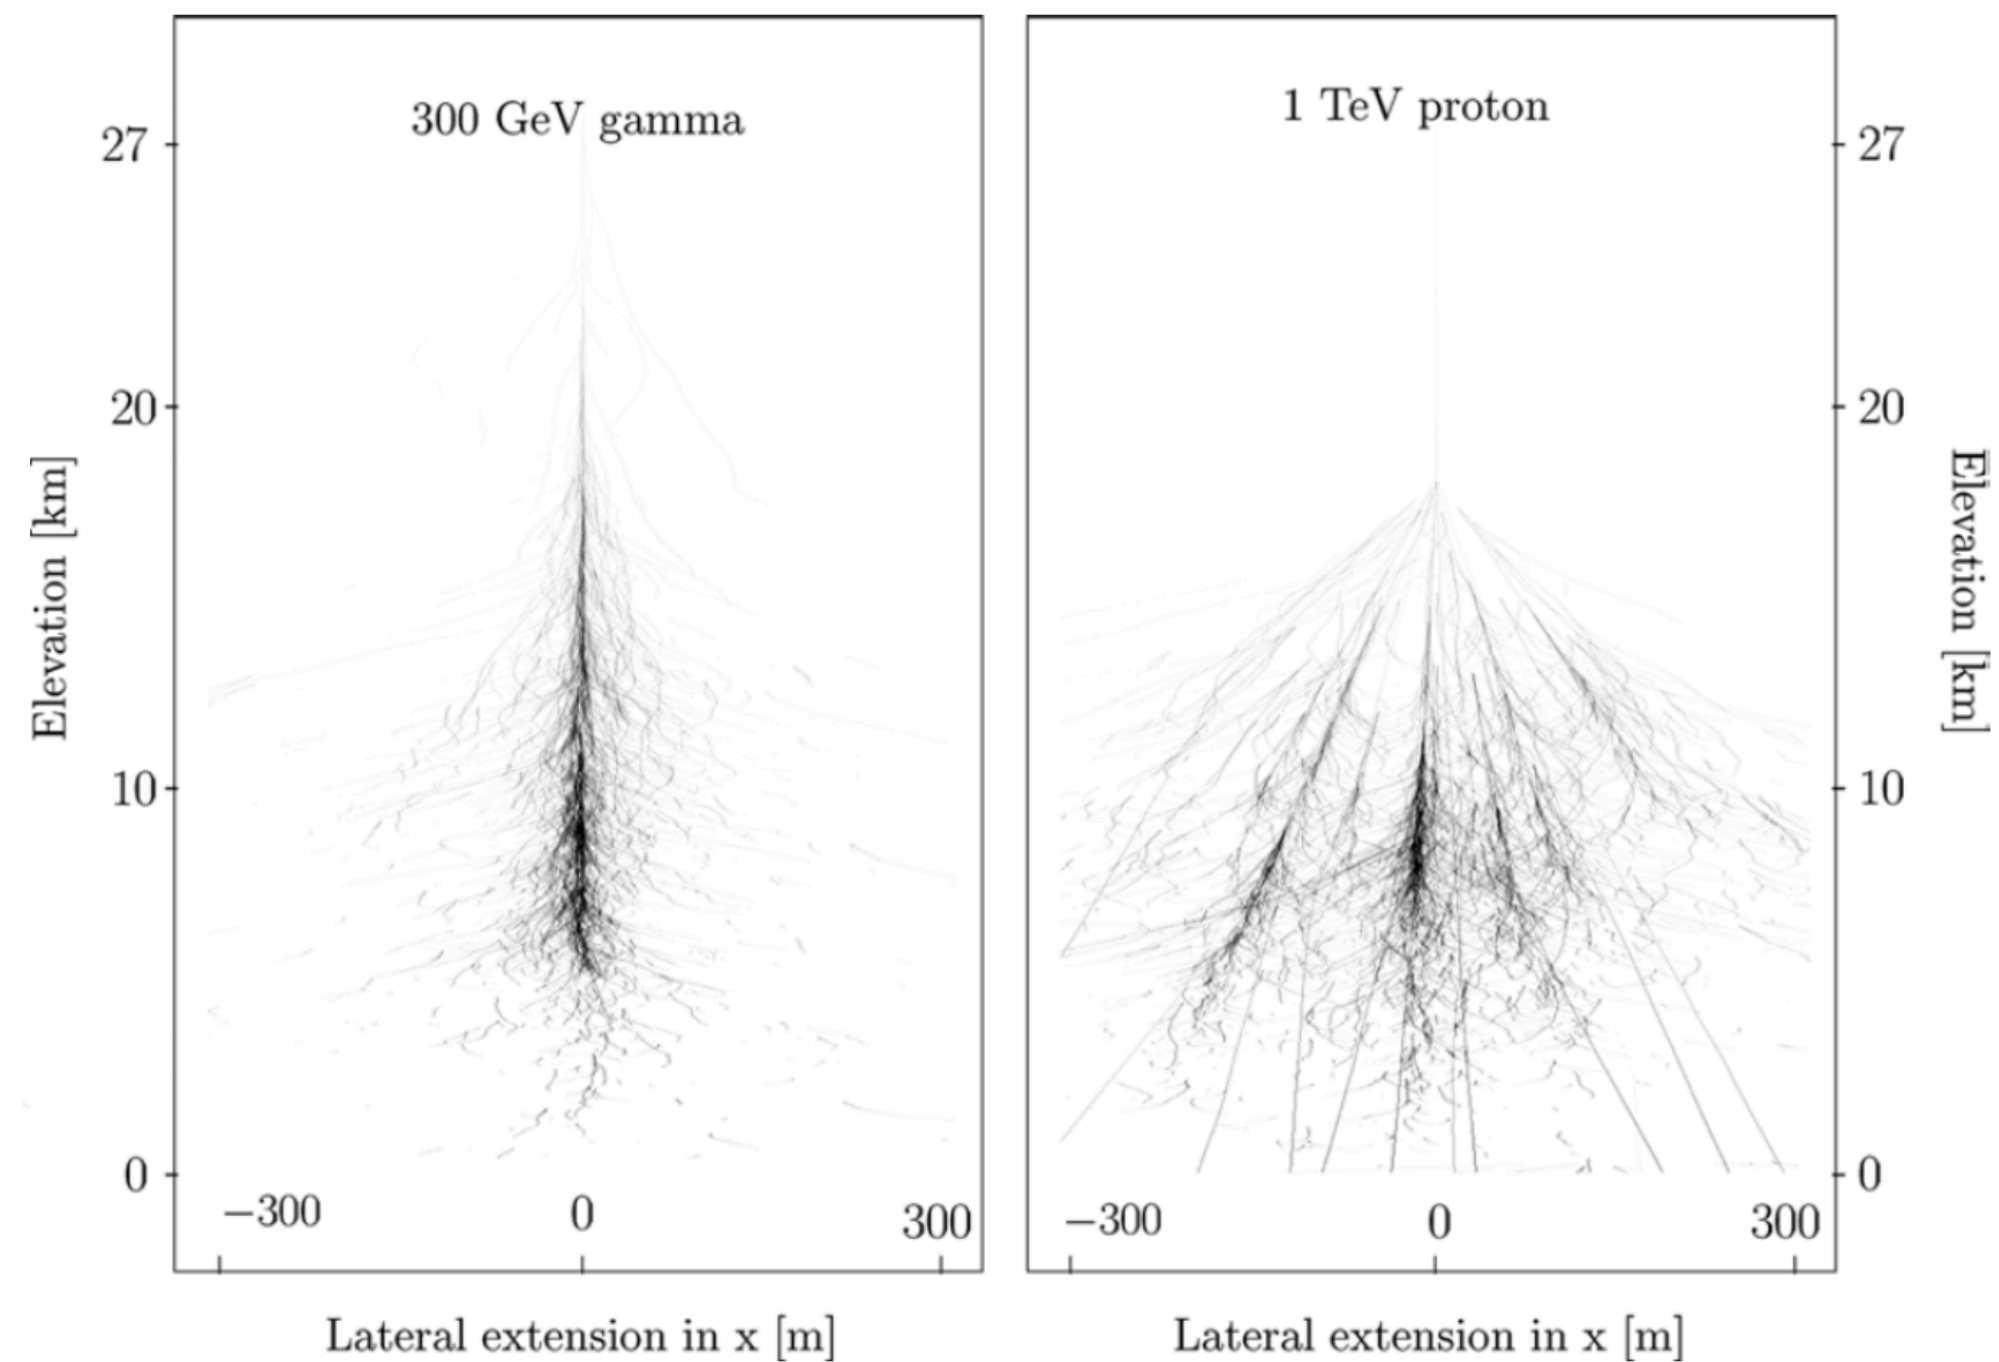 300 GeV gamma
27
20
10
0
−300
0
300
Elevation [km]
Lateral extension in x [m]
1 TeV proton
27
20
10
0
−300
0
300
Elevation [km]
Lateral extension in x [m]